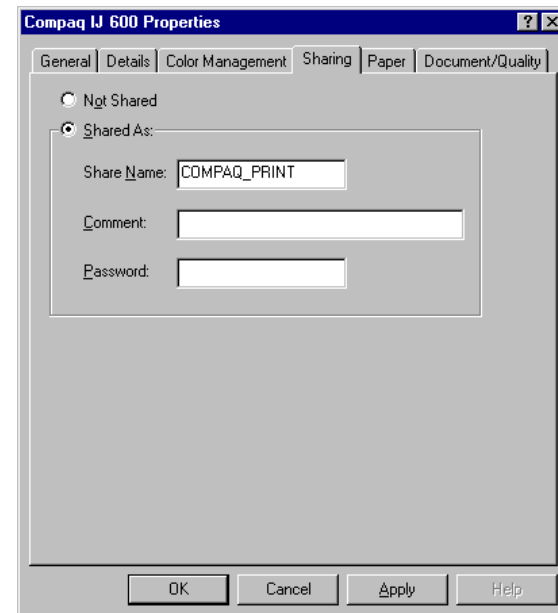 Compaq IJ 600 Properties
General Details Color Management Sharing Paper Document/Quality
Not Shared
Shared As:
Share Name: COMPAQ_PRINT
Comment:
Password:
OK Cancel Apply Help